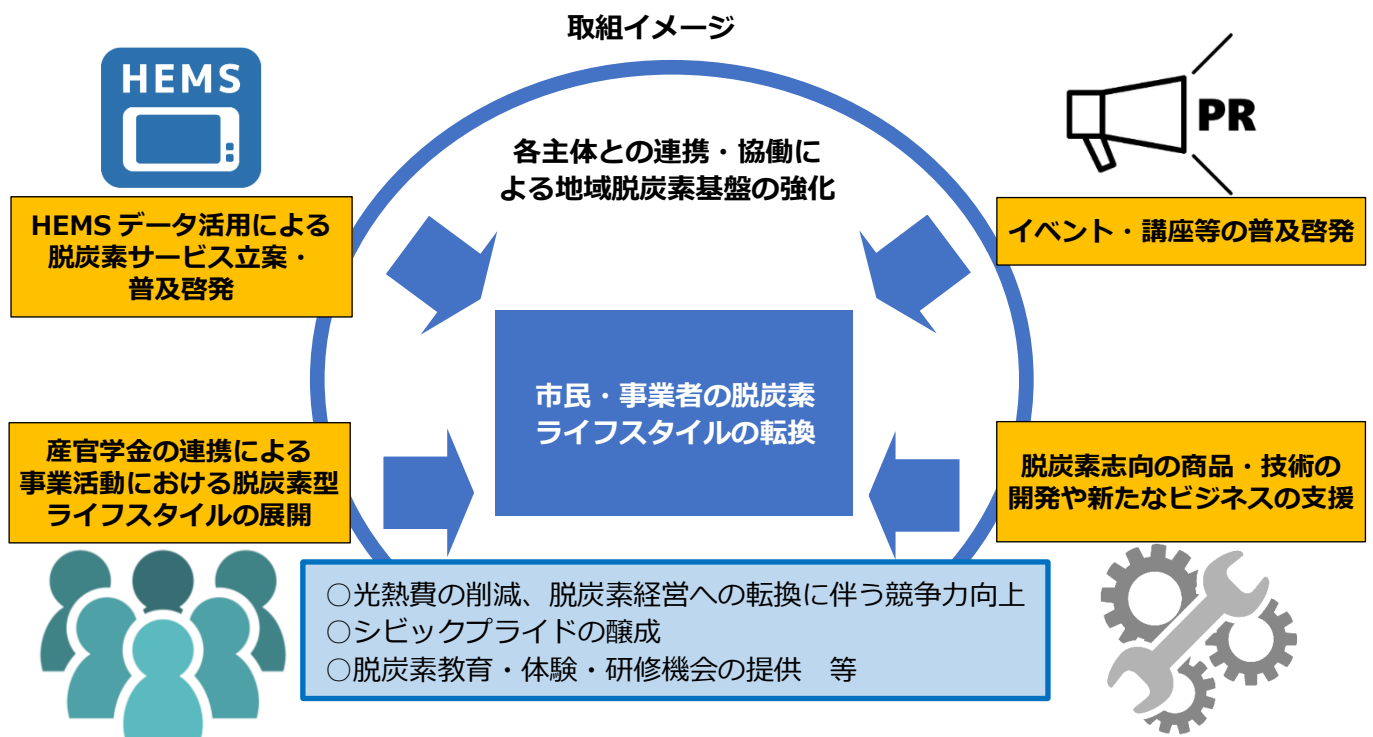 取組イメージ
HEMS
PR
各主体との連携・協働に
よる地域脱炭素基盤の強化
HEMS データ活用による
脱炭素サービス立案・
普及啓発
イベント・講座等の普及啓発
市民・事業者の脱炭素
ライフスタイルの転換
産官学金の連携による
事業活動における脱炭素型
ライフスタイルの展開
脱炭素志向の商品・技術の
開発や新たなビジネスの支援
○光熱費の削減、脱炭素経営への転換に伴う競争力向上
○シビックプライドの醸成
○脱炭素教育・体験・研修機会の提供　等